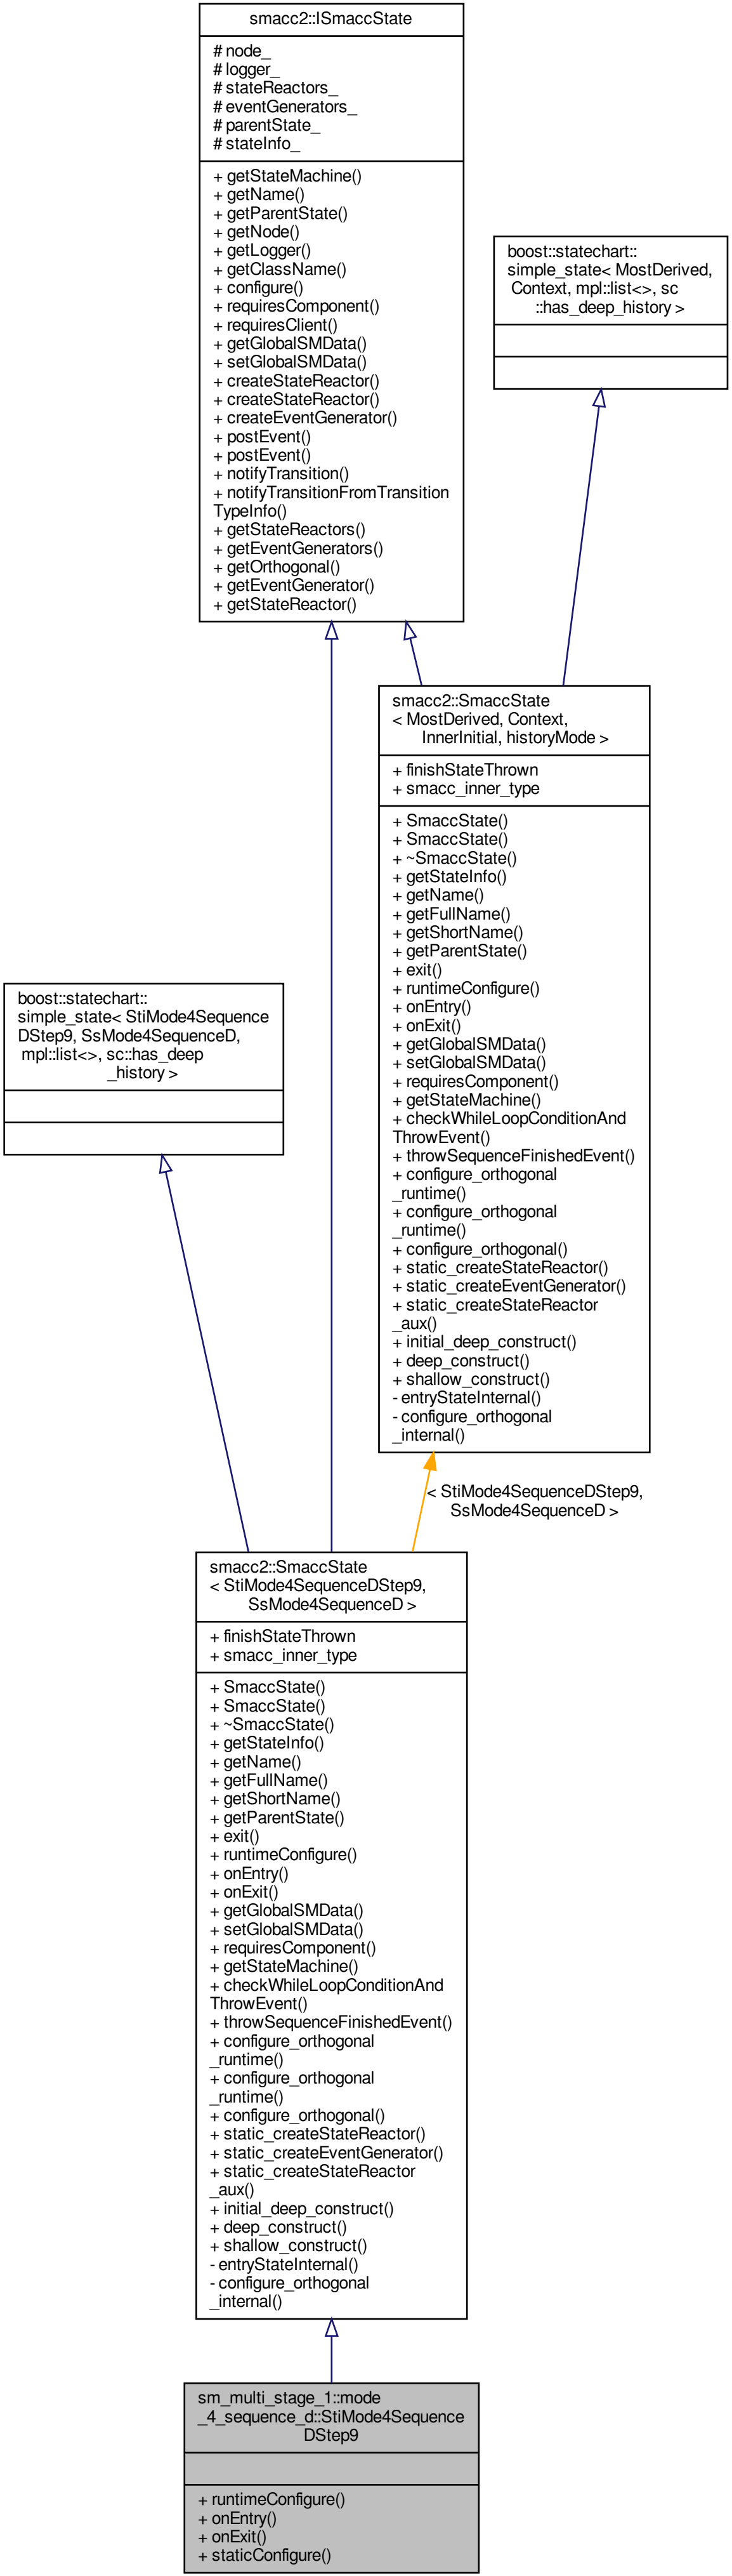 smacc2::ISmaccState
# node_
# logger_
# stateReactors_
# eventGenerators_
# parentState_
# stateInfo_
+ getStateMachine()
+ getName()
+ getParentState()
+ getNode()
+ getLogger()
+ getClassName()
+ configure()
+ requiresComponent()
+ requiresClient()
+ getGlobalSMData()
+ setGlobalSMData()
+ createStateReactor()
+ createStateReactor()
+ createEventGenerator()
+ postEvent()
+ postEvent()
+ notifyTransition()
+ notifyTransitionFromTransition
TypeInfo()
+ getStateReactors()
+ getEventGenerators()
+ getOrthogonal()
+ getEventGenerator()
+ getStateReactor()
boost::statechart::
simple_state< MostDerived,
Context, mpl::list<>, sc
::has_deep_history >
smacc2::SmaccState
< MostDerived, Context,
InnerInitial, historyMode >
+ finishStateThrown
+ smacc_inner_type
+ SmaccState()
+ SmaccState()
+ ~SmaccState()
+ getStateInfo()
+ getName()
+ getFullName()
+ getShortName()
+ getParentState()
+ exit()
+ runtimeConfigure()
+ onEntry()
+ onExit()
+ getGlobalSMData()
+ setGlobalSMData()
+ requiresComponent()
+ getStateMachine()
+ checkWhileLoopConditionAnd
ThrowEvent()
+ throwSequenceFinishedEvent()
+ configure_orthogonal
_runtime()
+ configure_orthogonal
_runtime()
+ configure_orthogonal()
+ static_createStateReactor()
+ static_createEventGenerator()
+ static_createStateReactor
_aux()
+ initial_deep_construct()
+ deep_construct()
+ shallow_construct()
- entryStateInternal()
- configure_orthogonal
_internal()
boost::statechart::
simple_state< StiMode4Sequence
DStep9, SsMode4SequenceD,
mpl::list<>, sc::has_deep
_history >
< StiMode4SequenceDStep9,
SsMode4SequenceD >
smacc2::SmaccState
< StiMode4SequenceDStep9,
SsMode4SequenceD >
+ finishStateThrown
+ smacc_inner_type
+ SmaccState()
+ SmaccState()
+ ~SmaccState()
+ getStateInfo()
+ getName()
+ getFullName()
+ getShortName()
+ getParentState()
+ exit()
+ runtimeConfigure()
+ onEntry()
+ onExit()
+ getGlobalSMData()
+ setGlobalSMData()
+ requiresComponent()
+ getStateMachine()
+ checkWhileLoopConditionAnd
ThrowEvent()
+ throwSequenceFinishedEvent()
+ configure_orthogonal
_runtime()
+ configure_orthogonal
_runtime()
+ configure_orthogonal()
+ static_createStateReactor()
+ static_createEventGenerator()
+ static_createStateReactor
_aux()
+ initial_deep_construct()
+ deep_construct()
+ shallow_construct()
- entryStateInternal()
- configure_orthogonal
_internal()
sm_multi_stage_1::mode
_4_sequence_d::StiMode4Sequence
DStep9
+ runtimeConfigure()
+ onEntry()
+ onExit()
+ staticConfigure()